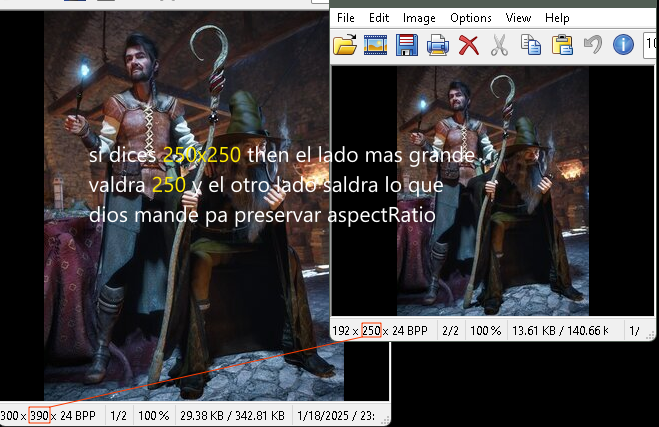 File Edit Image Options View Help
10
si dices 250x250 then el lado mas grande
valdra 250 y el otro lado saldra lo que
dios mande pa preservar aspectRatio
192 x 250 x 24 BPP 2/2 100 % 13.61 KB / 140.66 K 1/
300 x 390 x 24 BPP 1/2 100 % 29.38 KB / 342.81 KB 1/18/2025 / 23: